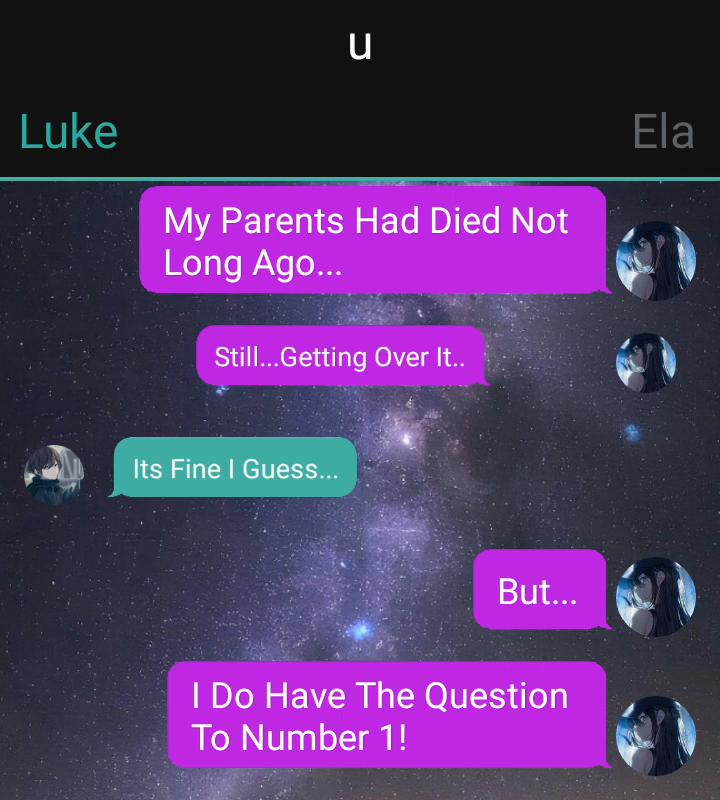 u
Luke
Ela
My Parents Had Died Not
Long Ago...
Still...Getting Over It..
Its Fine I Guess...
But...
I Do Have The Question
To Number 1!